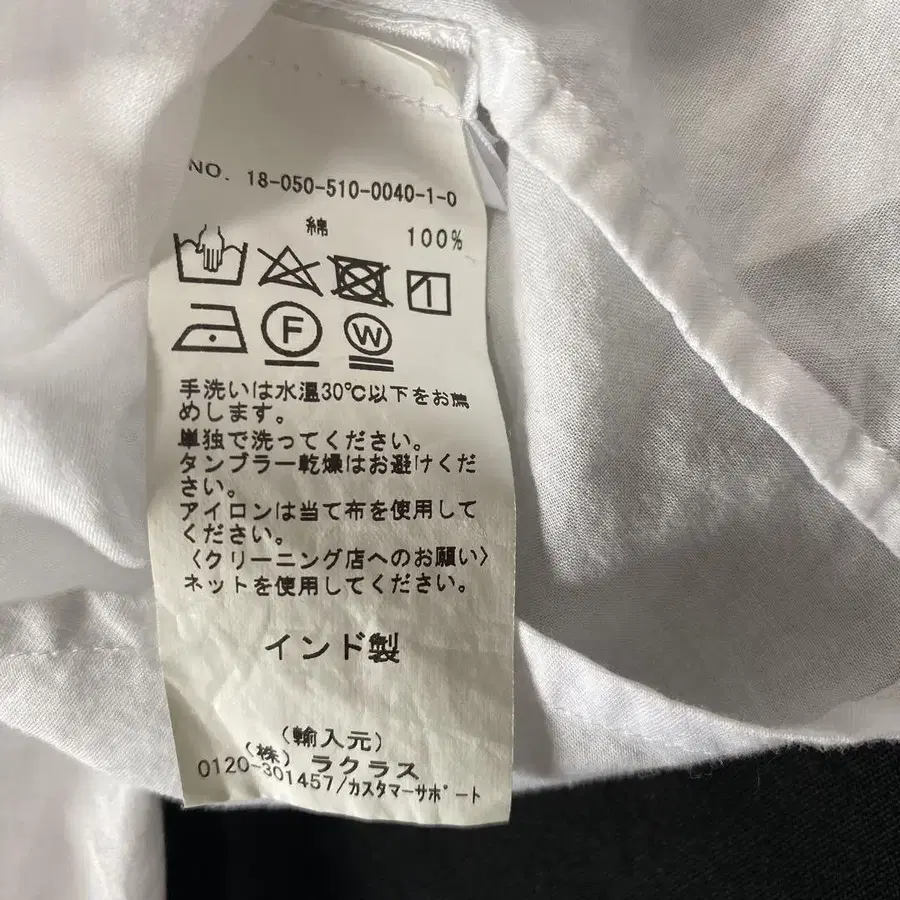 NO. 18-050-510-0040-1-0
綿 100%
F W
手洗いは水温30℃以下をお薦
めします。
単独で洗ってください。
タンブラー乾燥はお避けくだ
さい。
アイロンは当て布を使用して
ください。
〈クリーニング店へのお願い〉
ネットを使用してください。
インド製
(輸入元)
(株) ラクラス
0120-301457/カスタマーサポート